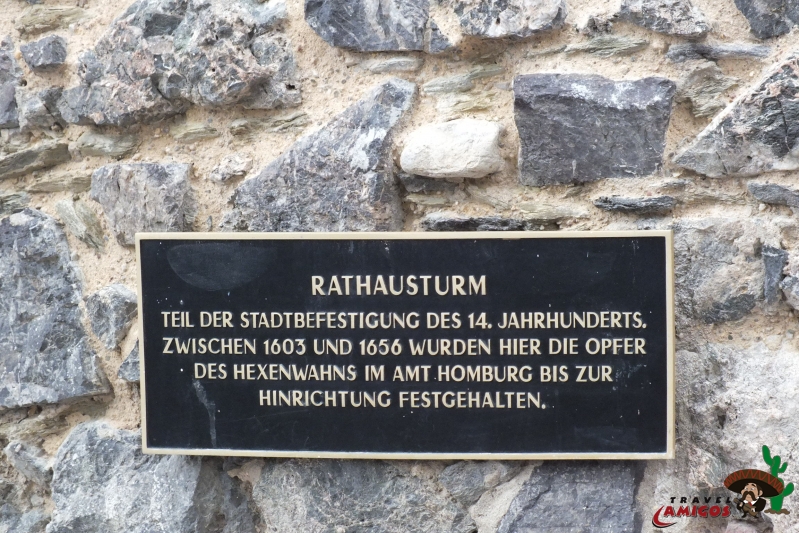 RATHAUSTURM
TEIL DER STADTBEFESTIGUNG DES 14. JAHRHUNDERTS.
ZWISCHEN 1603 UND 1656 WURDEN HIER DIE OPFER
DES HEXENWAHNS IM AMT HOMBURG BIS ZUR
HINRICHTUNG FESTGEHALTEN.
TRAVEL
AMIGOS